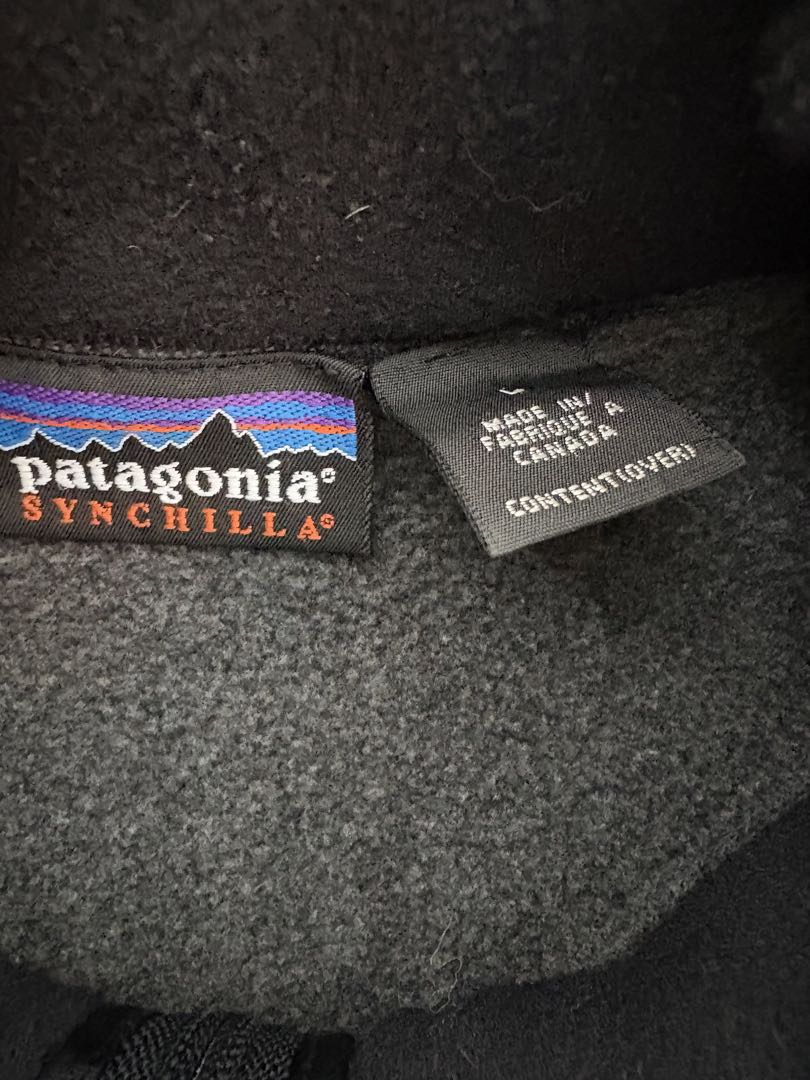 patagonia®
SYNCHILLA®
L
MADE IN/
FABRIQUE A
CANADA
CONTENT(OVER)